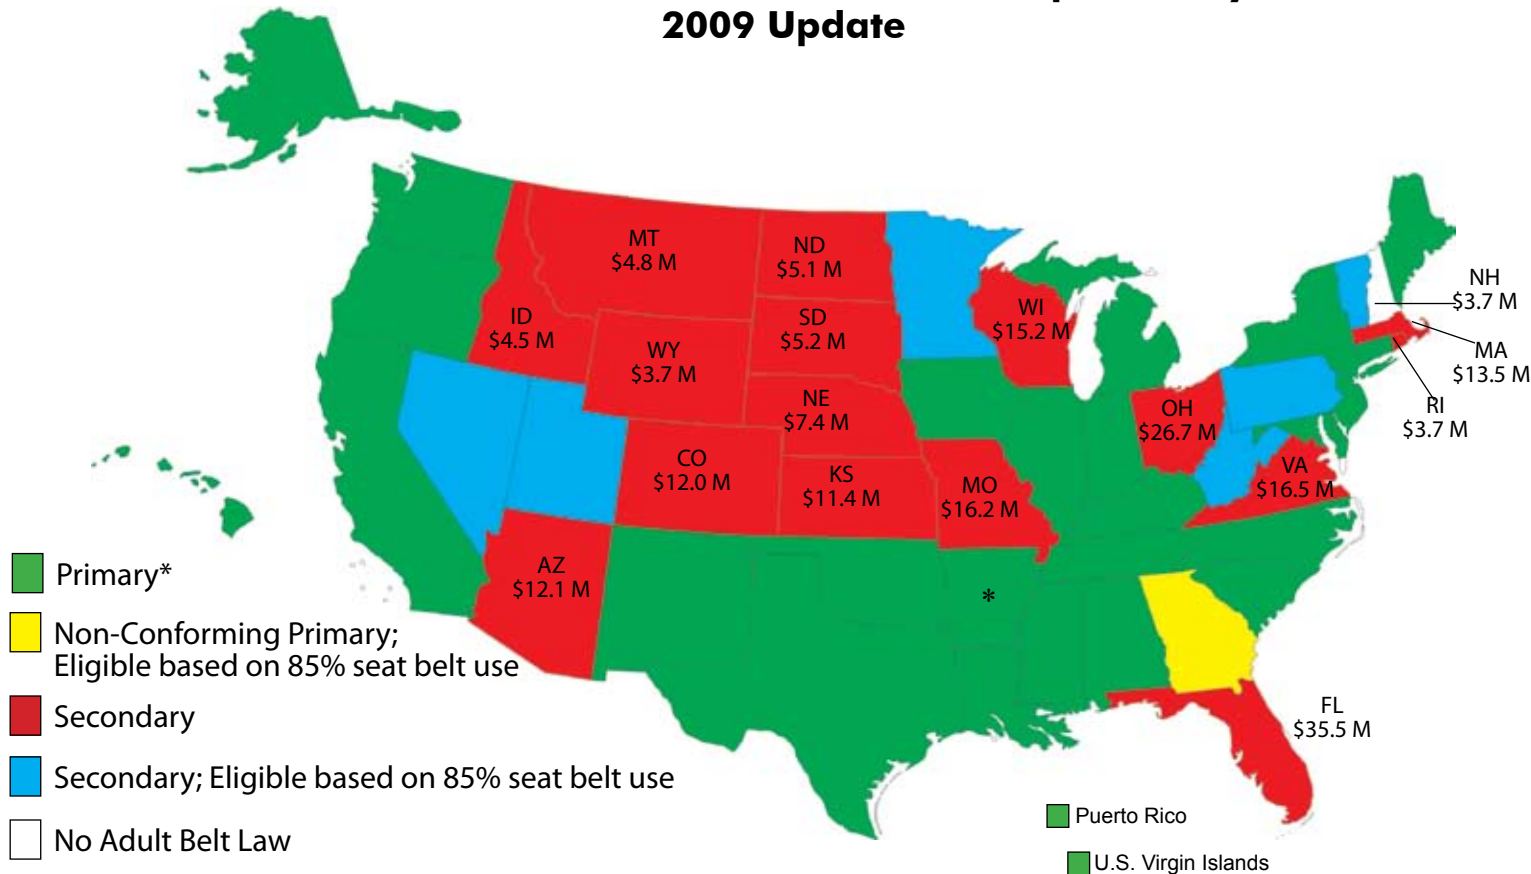 2009 Update
MT
$4.8 M
ND
$5.1 M
NH
$3.7 M
ID
$4.5 M
WI
$15.2 M
SD
$5.2 M
WY
$3.7 M
MA
$13.5 M
NE
$7.4 M
OH
$26.7 M
RI
$3.7 M
CO
$12.0 M
KS
$11.4 M
MO
$16.2 M
VA
$16.5 M
AZ
$12.1 M
*
Primary*
Non-Conforming Primary;
Eligible based on 85% seat belt use
Secondary
FL
$35.5 M
Secondary; Eligible based on 85% seat belt use
No Adult Belt Law
Puerto Rico
U.S. Virgin Islands